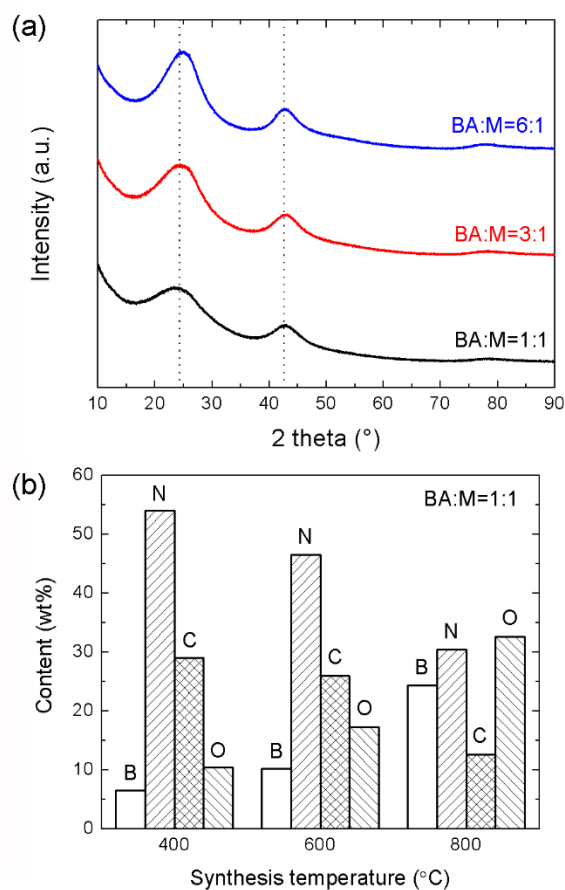 (a)
Intensity (a.u.)
BA:M=6:1
BA:M=3:1
BA:M=1:1
10 20 30 40 50 60 70 80 90
2 theta (°)
(b)
BA:M=1:1
Content (wt%)
60
50
40
30
20
10
0
B N C O
B N C O
B N C O
400 600 800
Synthesis temperature (°C)